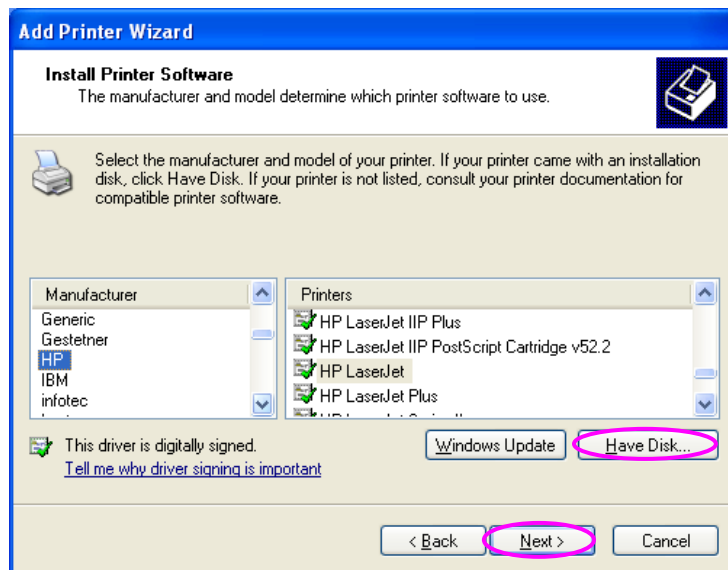 Add Printer Wizard
Install Printer Software
The manufacturer and model determine which printer software to use.
Select the manufacturer and model of your printer. If your printer came with an installation
disk, click Have Disk. If your printer is not listed, consult your printer documentation for
compatible printer software.
Manufacturer
Generic
Gestetner
HP
IBM
infotec
Printers
HP LaserJet IIP Plus
HP LaserJet IIP PostScript Cartridge v52.2
HP LaserJet
HP LaserJet Plus
This driver is digitally signed.
Tell me why driver signing is important
Windows Update
Have Disk...
< Back
Next >
Cancel